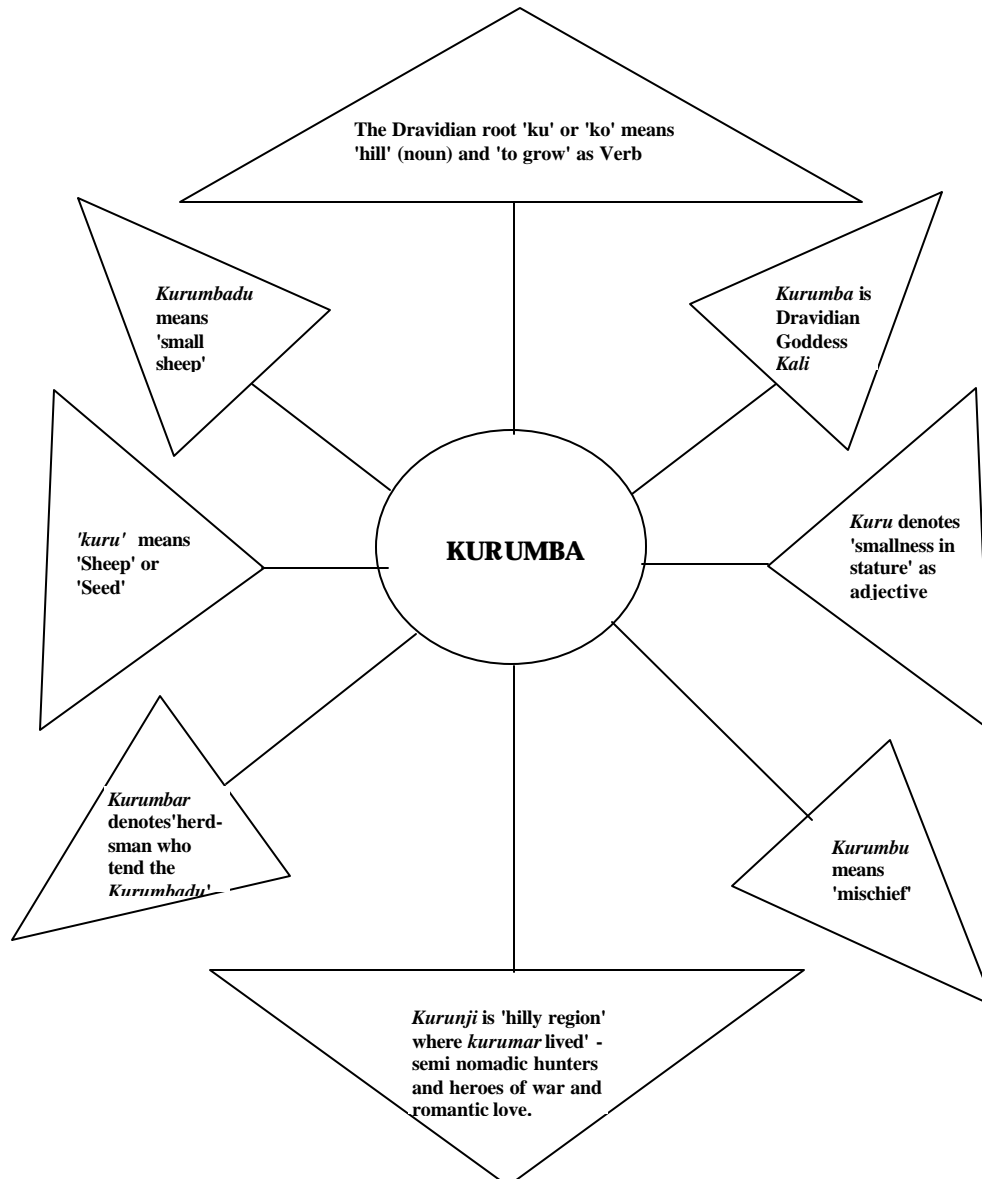 The Dravidian root 'ku' or 'ko' means
'hill' (noun) and 'to grow' as Verb
Kurumbadu
means
'small
sheep'
Kurumba is
Dravidian
Goddess
Kali
'kuru' means
'Sheep' or
'Seed'
KURUMBA
Kuru denotes
'smallness in
stature' as
adjective
Kurumbar
denotes'herd-
sman who
tend the
Kurumbadu'
Kurumbu
means
'mischief'
Kurunji is 'hilly region'
where kurumar lived' -
semi nomadic hunters
and heroes of war and
romantic love.